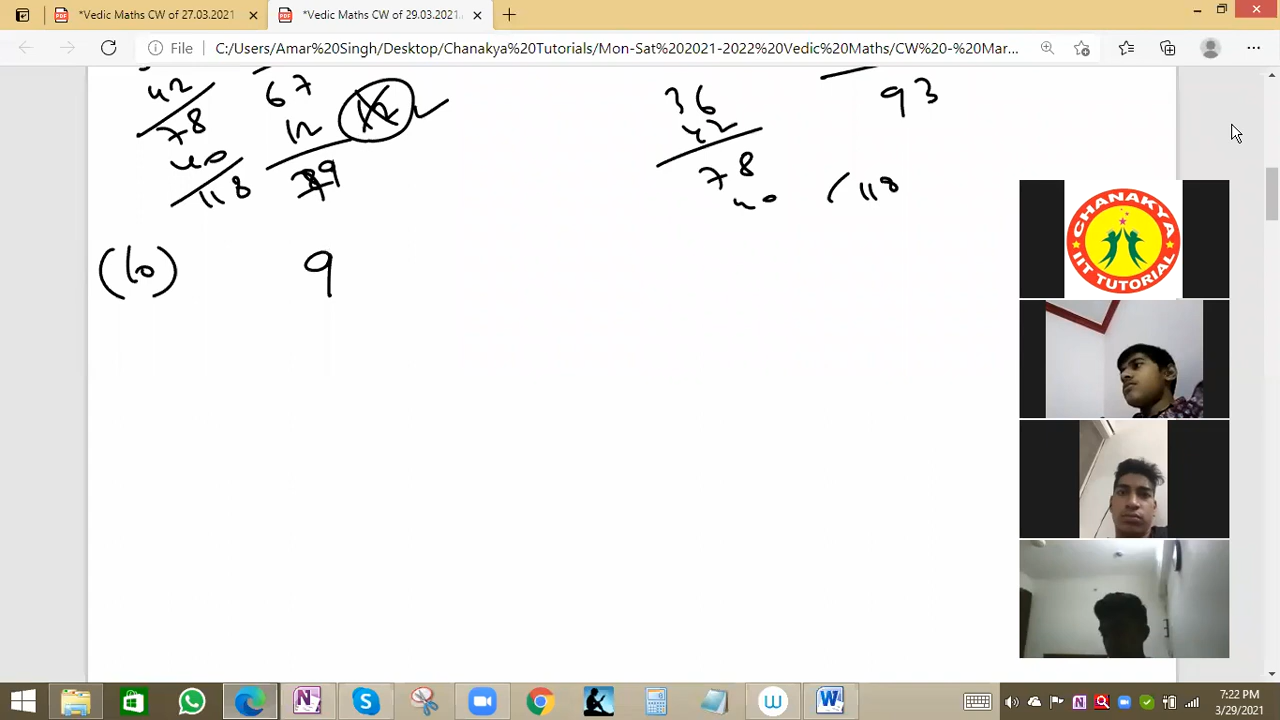 *Vedic Maths CW of 27.03.2021
*Vedic Maths CW of 29.03.2021.
File
C:/Users/Amar%20Singh/Desktop/Chanakya%20Tutorials/Mon-Sat%202021-2022%20Vedic%20Maths/CW%20-%20Mar...
42
67
78
12
40
118
36
93
42
78
40
118
(10) 9
CHANAKYA
IIT TUTORIAL
7:22 PM
3/29/2021